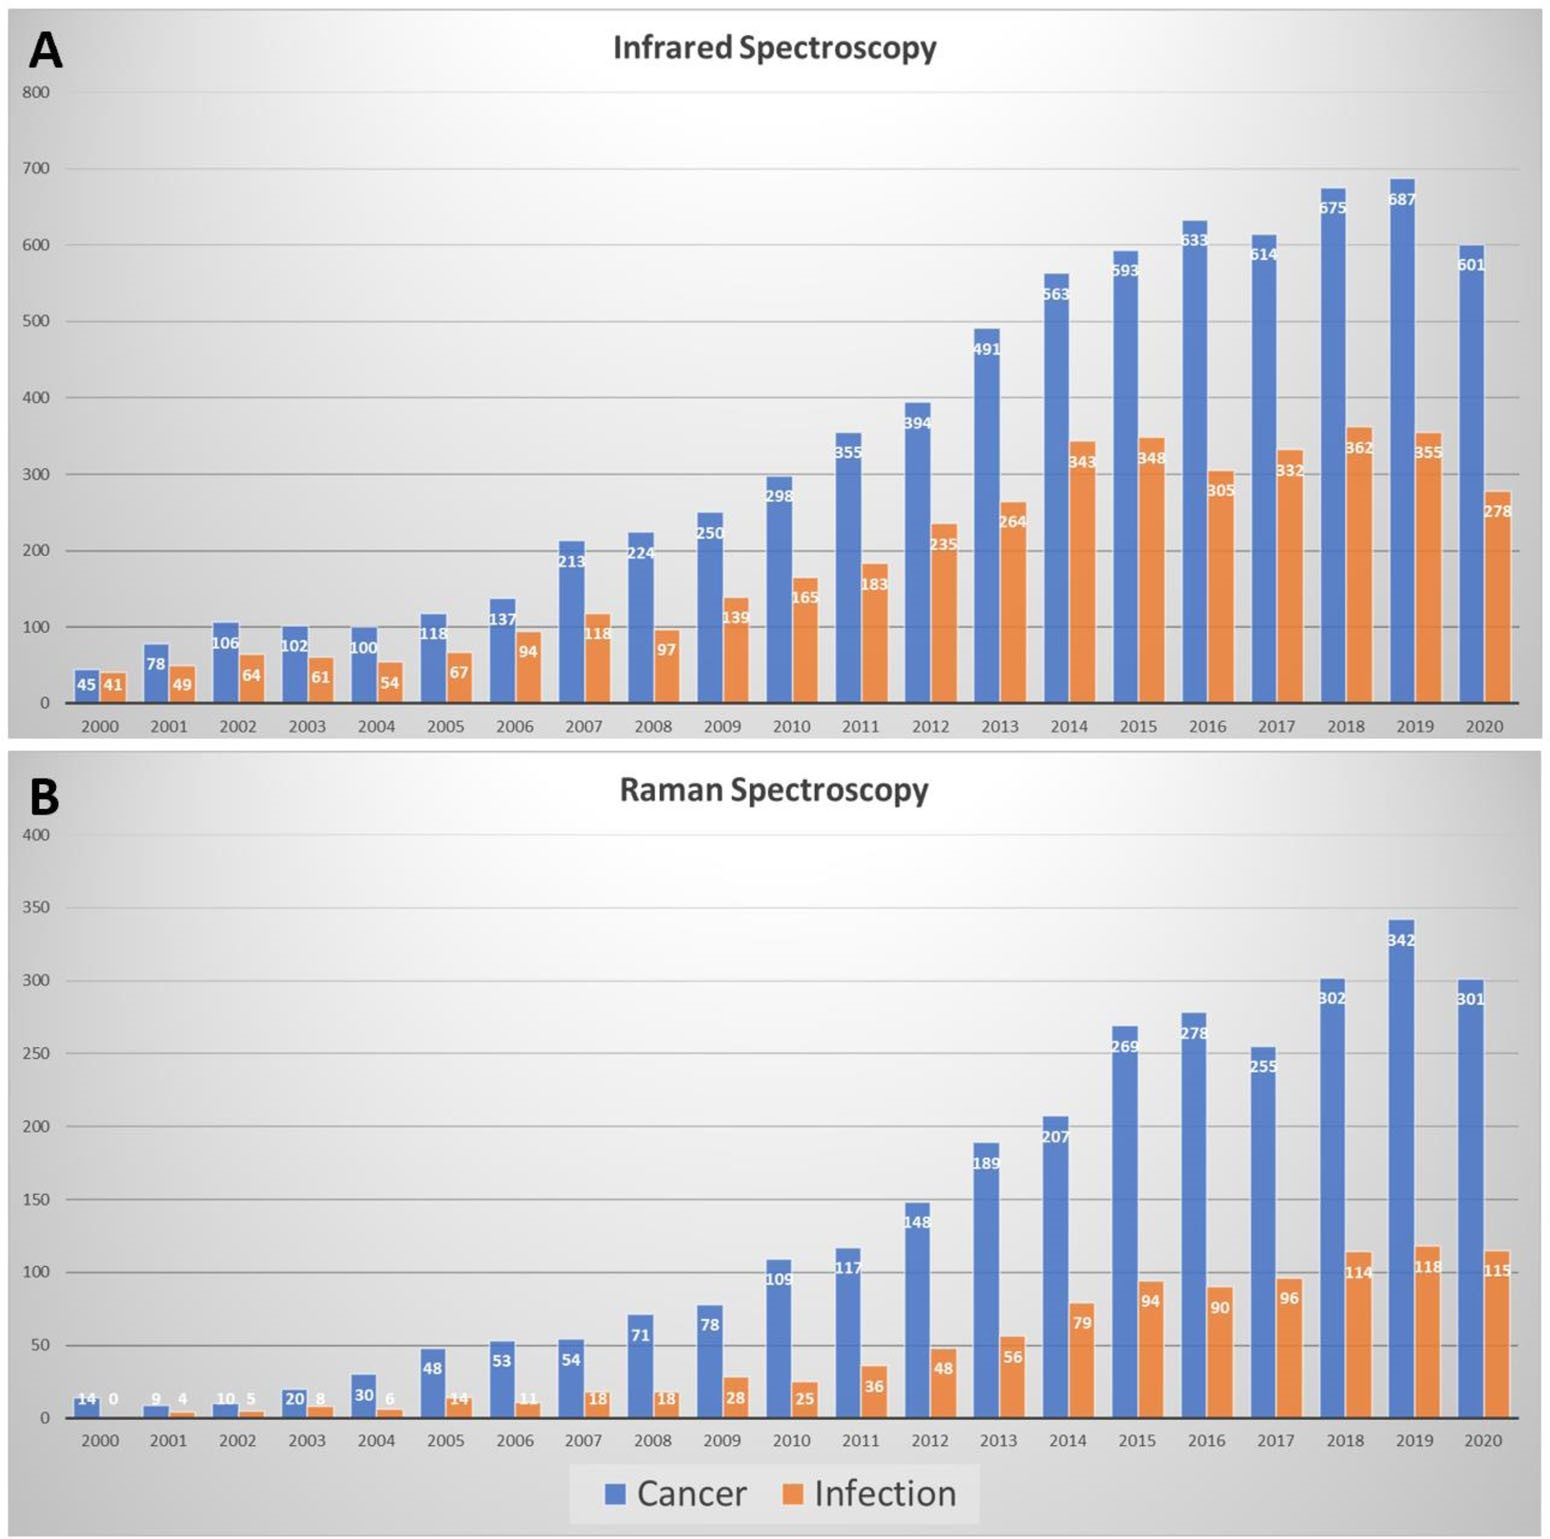 A
Infrared Spectroscopy
800
700
600
500
400
300
200
100
0
45 41 78 49 106 64 102 61 100 54 118 67 137 94 213 118 224 97 250 139 298 165 355 183 394 235 491 264 563 343 593 348 633 305 614 332 675 362 687 355 601 278
2000 2001 2002 2003 2004 2005 2006 2007 2008 2009 2010 2011 2012 2013 2014 2015 2016 2017 2018 2019 2020
B
Raman Spectroscopy
400
350
300
250
200
150
100
50
0
14 0 9 4 10 5 20 8 30 6 48 14 53 11 54 18 71 18 78 28 109 25 117 36 148 48 189 56 207 79 269 94 278 90 255 96 302 114 342 118 301 115
2000 2001 2002 2003 2004 2005 2006 2007 2008 2009 2010 2011 2012 2013 2014 2015 2016 2017 2018 2019 2020
Cancer Infection